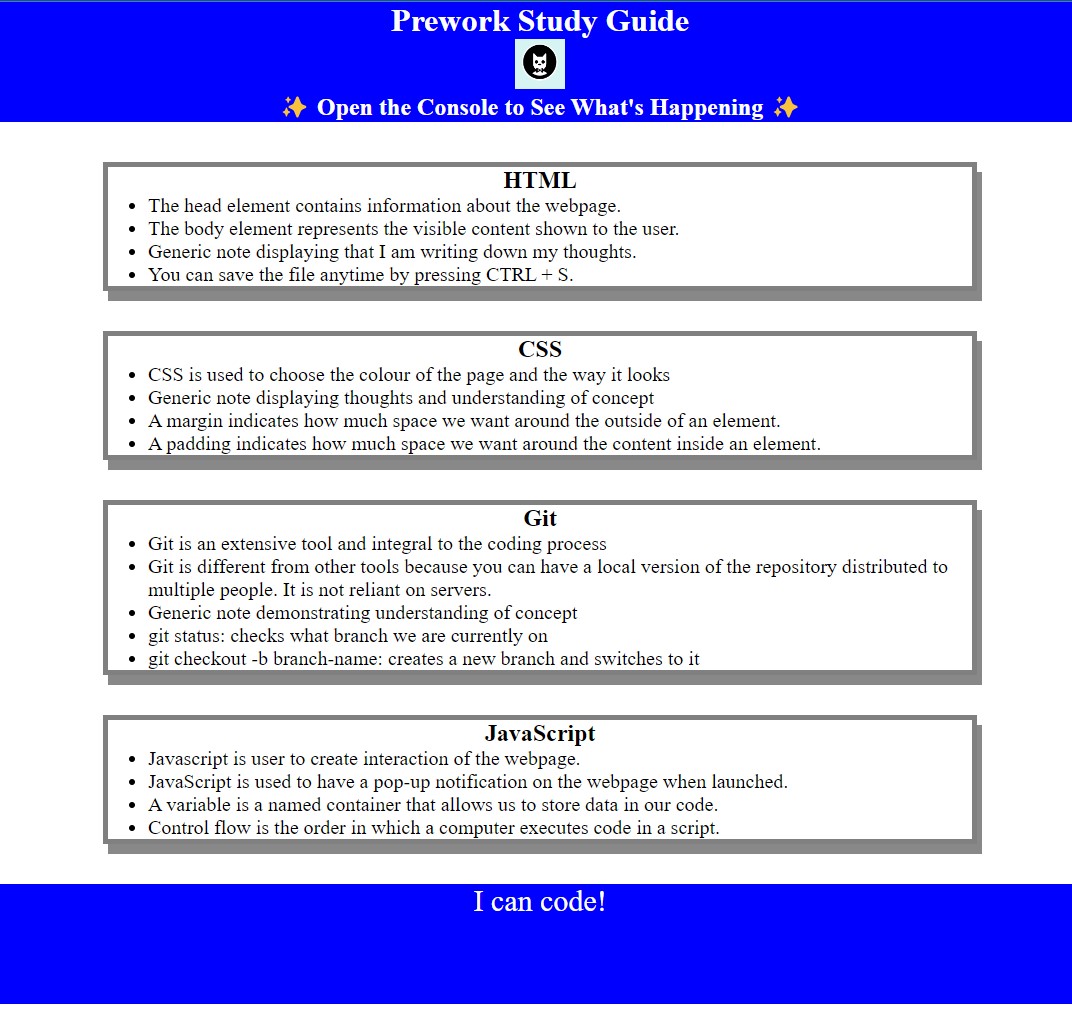 Prework Study Guide
✨ Open the Console to See What's Happening ✨
HTML
• The head element contains information about the webpage.
• The body element represents the visible content shown to the user.
• Generic note displaying that I am writing down my thoughts.
• You can save the file anytime by pressing CTRL + S.
CSS
• CSS is used to choose the colour of the page and the way it looks
• Generic note displaying thoughts and understanding of concept
• A margin indicates how much space we want around the outside of an element.
• A padding indicates how much space we want around the content inside an element.
Git
• Git is an extensive tool and integral to the coding process
• Git is different from other tools because you can have a local version of the repository distributed to
multiple people. It is not reliant on servers.
• Generic note demonstrating understanding of concept
• git status: checks what branch we are currently on
• git checkout -b branch-name: creates a new branch and switches to it
JavaScript
• Javascript is user to create interaction of the webpage.
• JavaScript is used to have a pop-up notification on the webpage when launched.
• A variable is a named container that allows us to store data in our code.
• Control flow is the order in which a computer executes code in a script.
I can code!